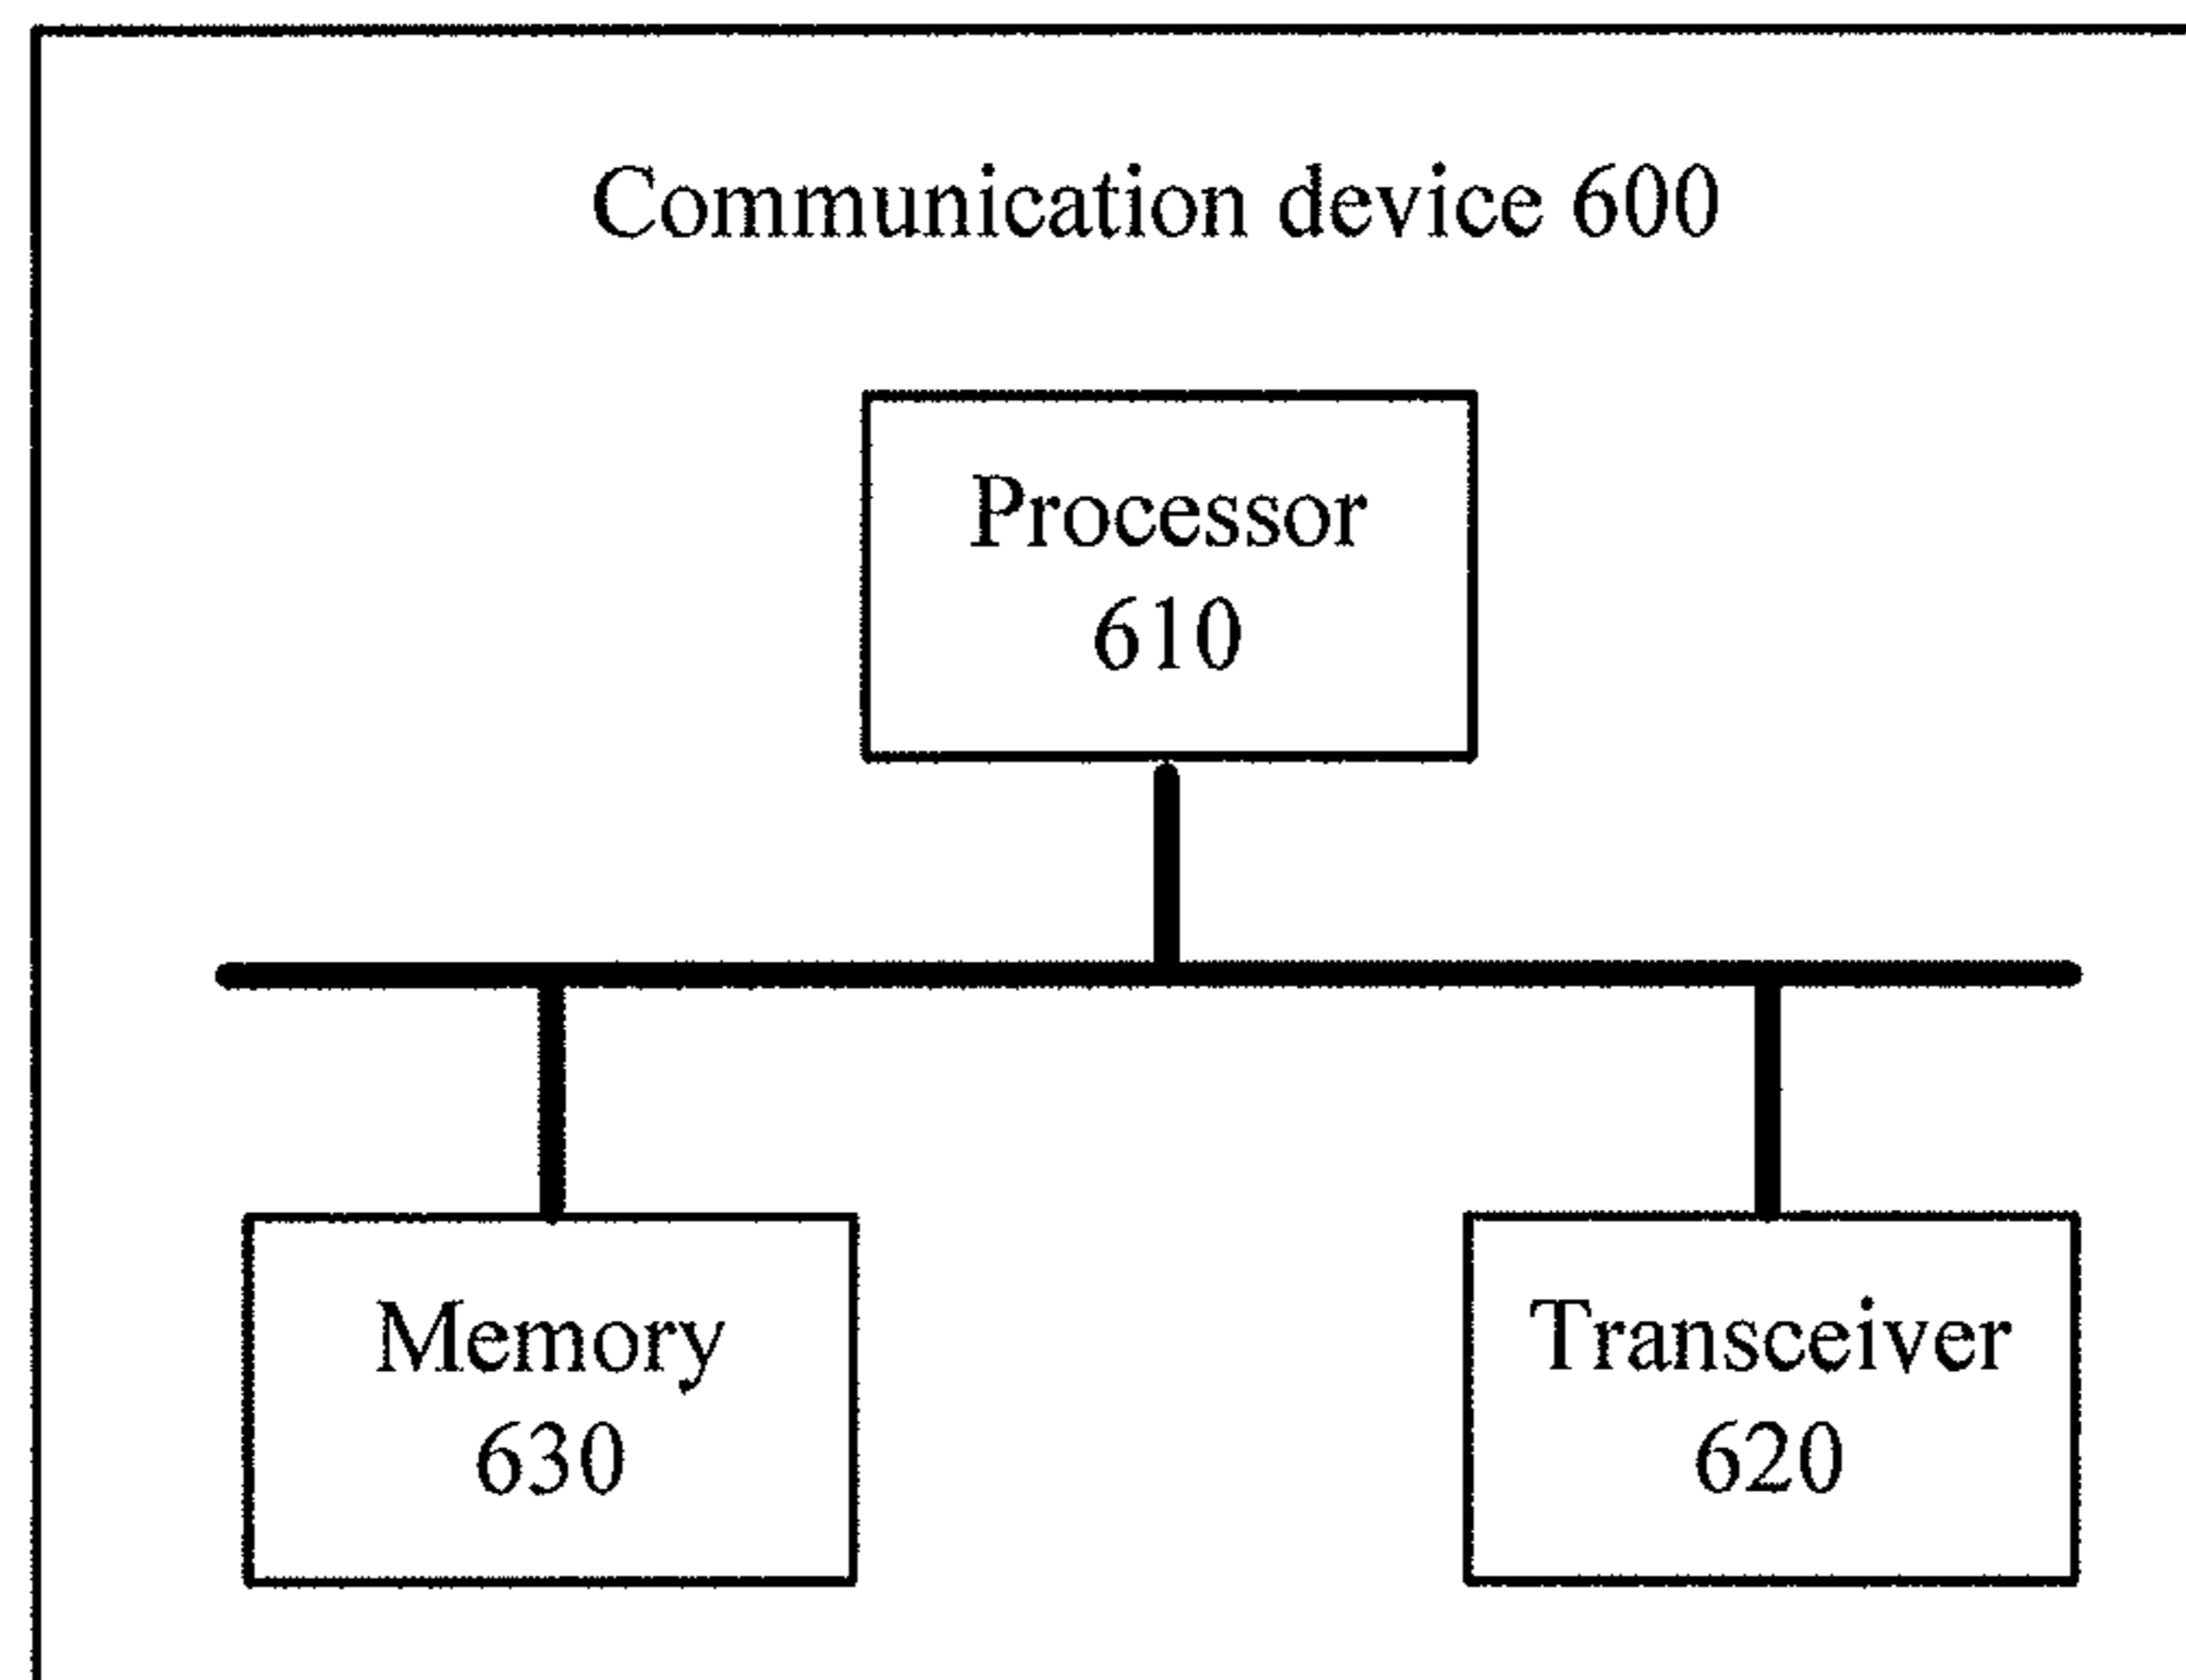 Communication device 600
Processor
610
Memory
630
Transceiver
620